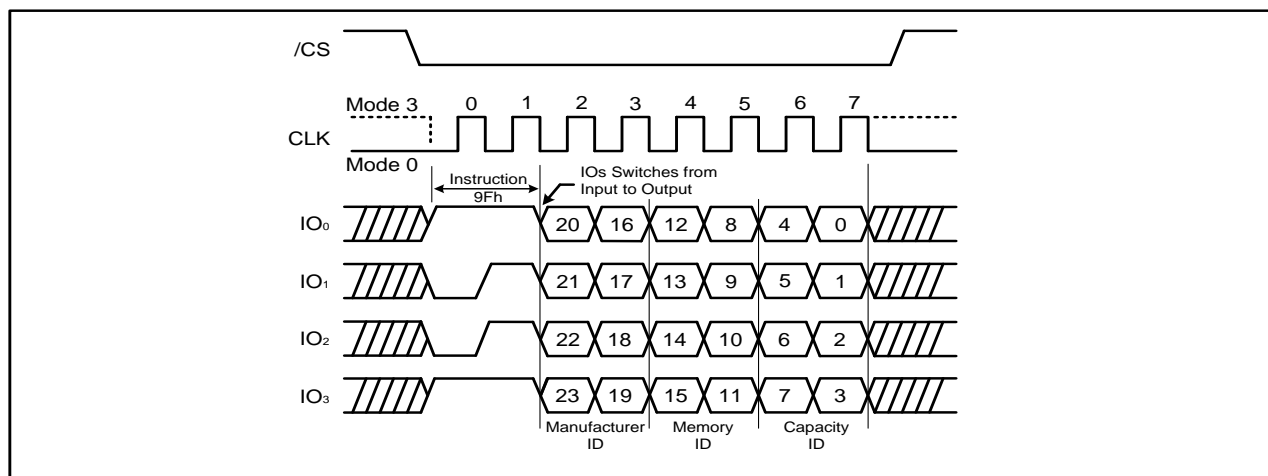 /CS
Mode 3 0 1 2 3 4 5 6 7
CLK
Mode 0
Instruction
9Fh
IOs Switches from
Input to Output
IO₀ 20 16 12 8 4 0
IO₁ 21 17 13 9 5 1
IO₂ 22 18 14 10 6 2
IO₃ 23 19 15 11 7 3
Manufacturer
ID
Memory
ID
Capacity
ID